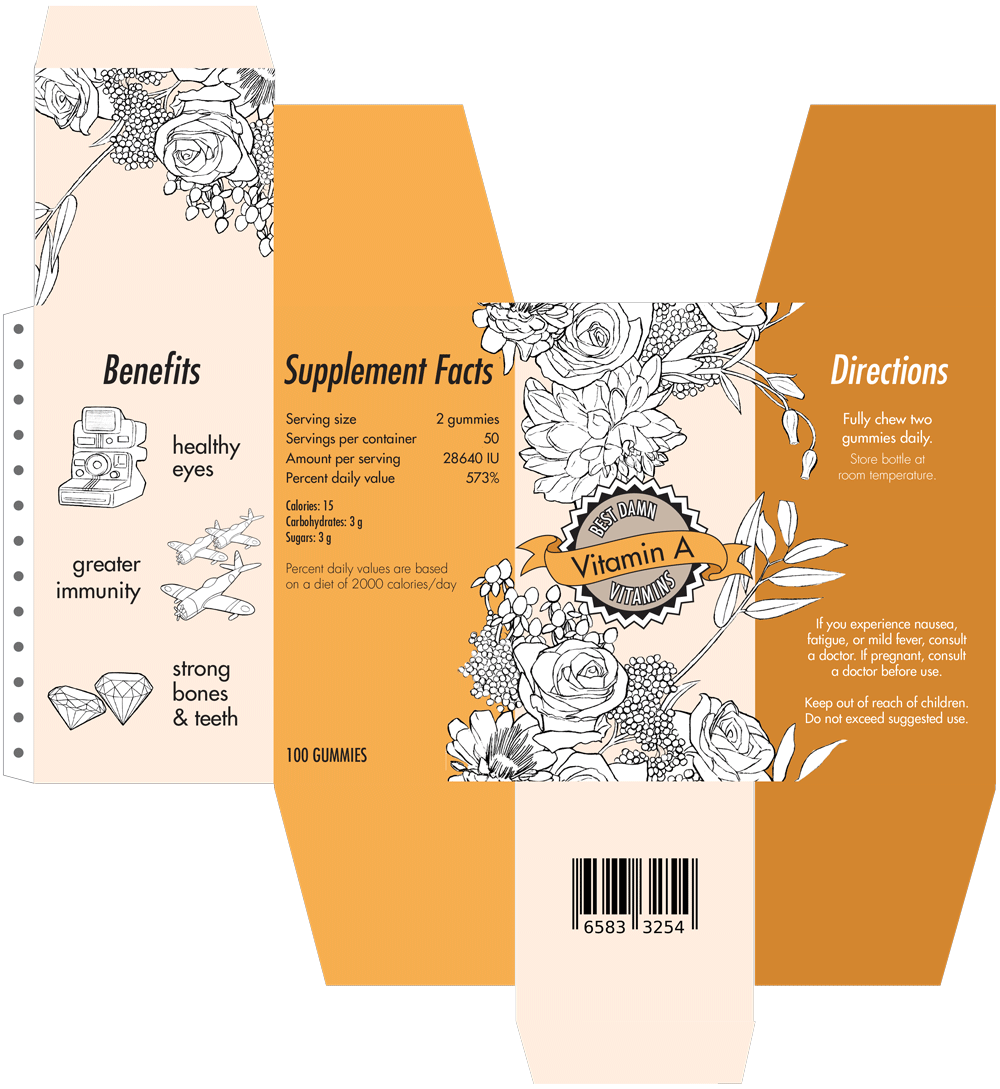 Benefits
healthy
eyes
greater
immunity
strong
bones
& teeth
Supplement Facts
Serving size 2 gummies
Servings per container 50
Amount per serving 28640 IU
Percent daily value 573%
Calories: 15
Carbohydrates: 3 g
Sugars: 3 g
Percent daily values are based
on a diet of 2000 calories/day
100 GUMMIES
BEST DAMN
Vitamin A
VITAMINS
6583 3254
Directions
Fully chew two
gummies daily.
Store bottle at
room temperature.
If you experience nausea,
fatigue, or mild fever, consult
a doctor. If pregnant, consult
a doctor before use.
Keep out of reach of children.
Do not exceed suggested use.